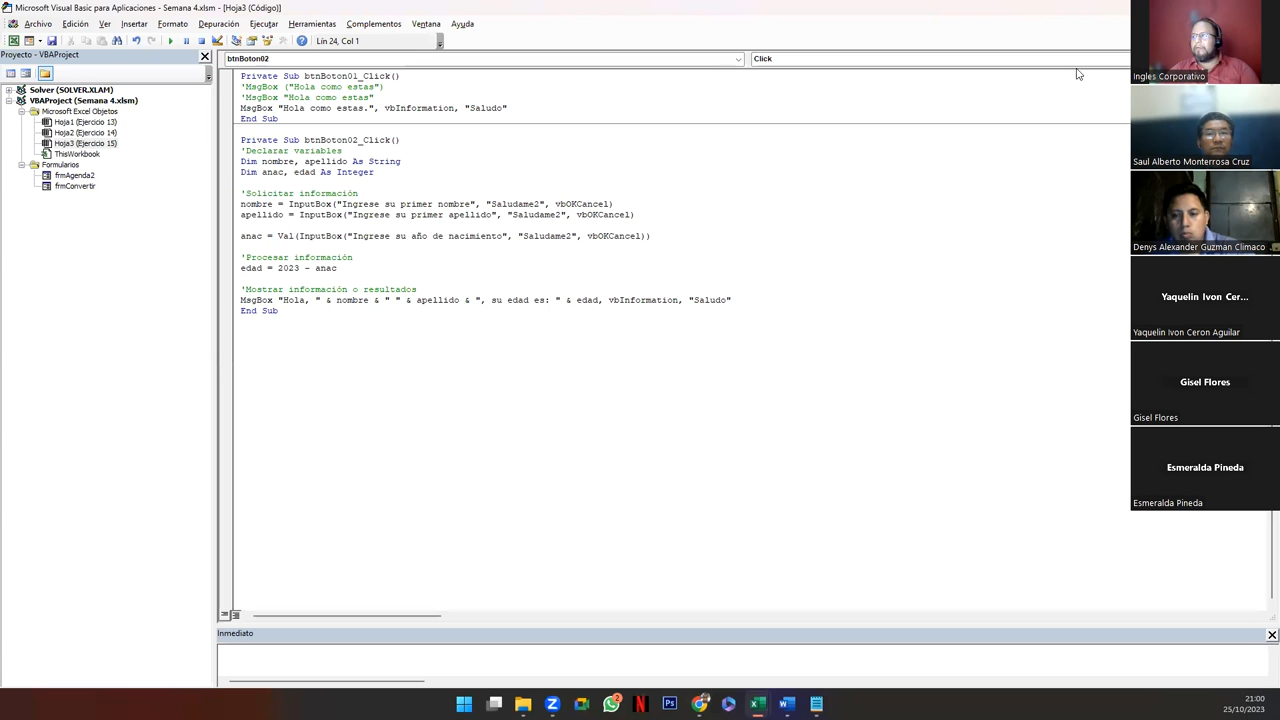 Microsoft Visual Basic para Aplicaciones - Semana 4.xlsm - [Hoja3 (Código)]
Archivo Edición Ver Insertar Formato Depuración Ejecutar Herramientas Complementos Ventana Ayuda
Lín 24, Col 1
Proyecto - VBAProject
Solver (SOLVER.XLAM)
VBAProject (Semana 4.xlsm)
Microsoft Excel Objetos
Hoja1 (Ejercicio 13)
Hoja2 (Ejercicio 14)
Hoja3 (Ejercicio 15)
ThisWorkbook
Formularios
frmAgenda2
frmConvertir
btnBoton02
Click
Private Sub btnBoton01_Click()
'MsgBox ("Hola como estas")
'MsgBox "Hola como estas"
MsgBox "Hola como estas.", vbInformation, "Saludo"
End Sub
Private Sub btnBoton02_Click()
'Declarar variables
Dim nombre, apellido As String
Dim anac, edad As Integer
'Solicitar información
nombre = InputBox("Ingrese su primer nombre", "Saludame2", vbOKCancel)
apellido = InputBox("Ingrese su primer apellido", "Saludame2", vbOKCancel)
anac = Val(InputBox("Ingrese su año de nacimiento", "Saludame2", vbOKCancel))
'Procesar información
edad = 2023 - anac
'Mostrar información o resultados
MsgBox "Hola, " & nombre & " " & apellido & ", su edad es: " & edad, vbInformation, "Saludo"
End Sub
Inmediato
Ingles Corporativo
Saul Alberto Monterrosa Cruz
Denys Alexander Guzman Climaco
Yaquelin Ivon Cer...
Yaquelin Ivon Ceron Aguilar
Gisel Flores
Gisel Flores
Esmeralda Pineda
Esmeralda Pineda
2
N
Ps
21:00
25/10/2023